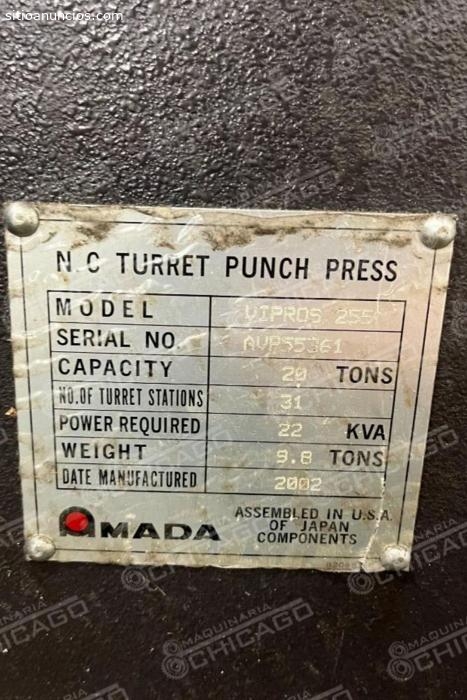 sitioanuncios.com
N.C TURRET PUNCH PRESS
MODEL VIPROS 255
SERIAL NO. AVP55361
CAPACITY 20 TONS
NO.OF TURRET STATIONS 31
POWER REQUIRED 22 KVA
WEIGHT 9.8 TONS
DATE MANUFACTURED 2002
AMADA
ASSEMBLED IN U.S.A.
OF JAPAN
COMPONENTS
MAQUINARIA
CHICAGO